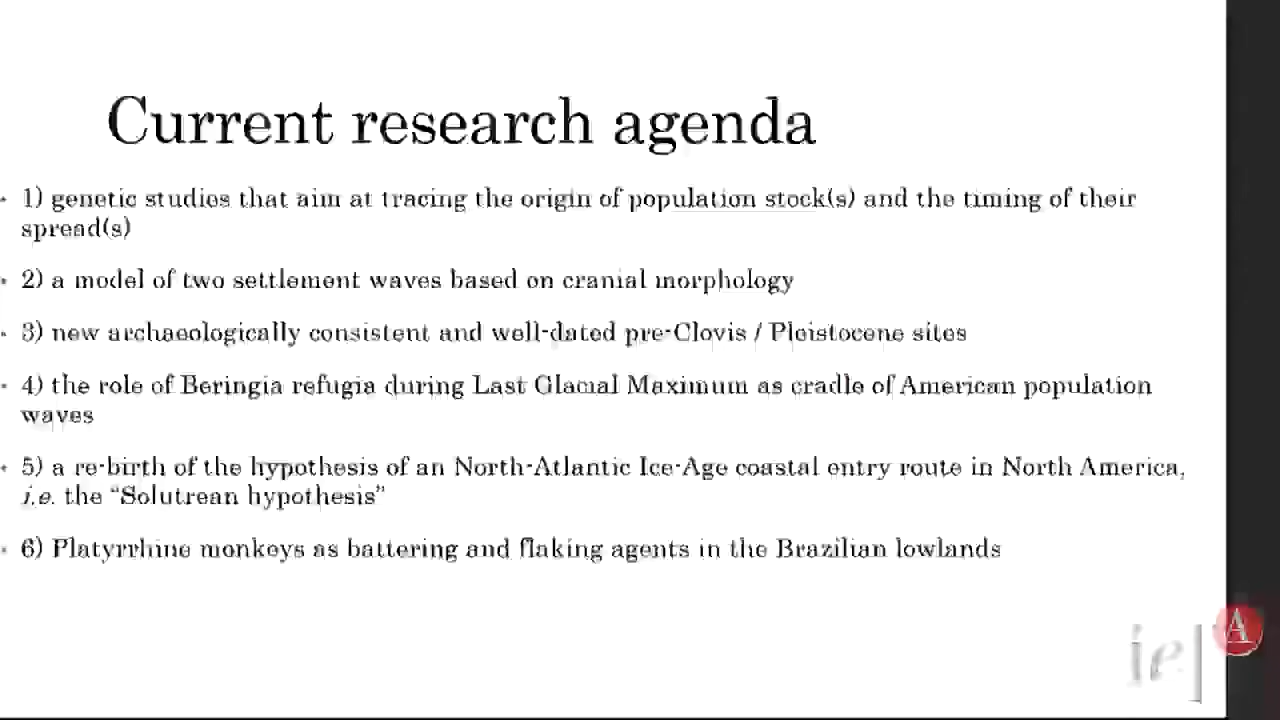 Current research agenda
1) genetic studies that aim at tracing the origin of population stock(s) and the timing of their
spread(s)
2) a model of two settlement waves based on cranial morphology
3) new archaeologically consistent and well-dated pre-Clovis / Pleistocene sites
4) the role of Beringia refugia during Last Glacial Maximum as cradle of American population
waves
5) a re-birth of the hypothesis of an North-Atlantic Ice-Age coastal entry route in North America,
i.e. the “Solutrean hypothesis”
6) Platyrrhine monkeys as battering and flaking agents in the Brazilian lowlands
ie|
A